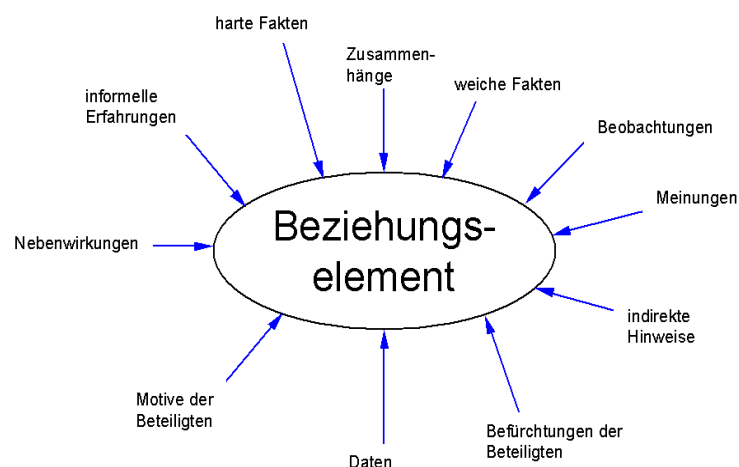 harte Fakten
Zusammen-
hänge
weiche Fakten
informelle
Erfahrungen
Beobachtungen
Meinungen
Nebenwirkungen
Beziehungs-
element
indirekte
Hinweise
Motive der
Beteiligten
Befürchtungen der
Beteiligten
Daten